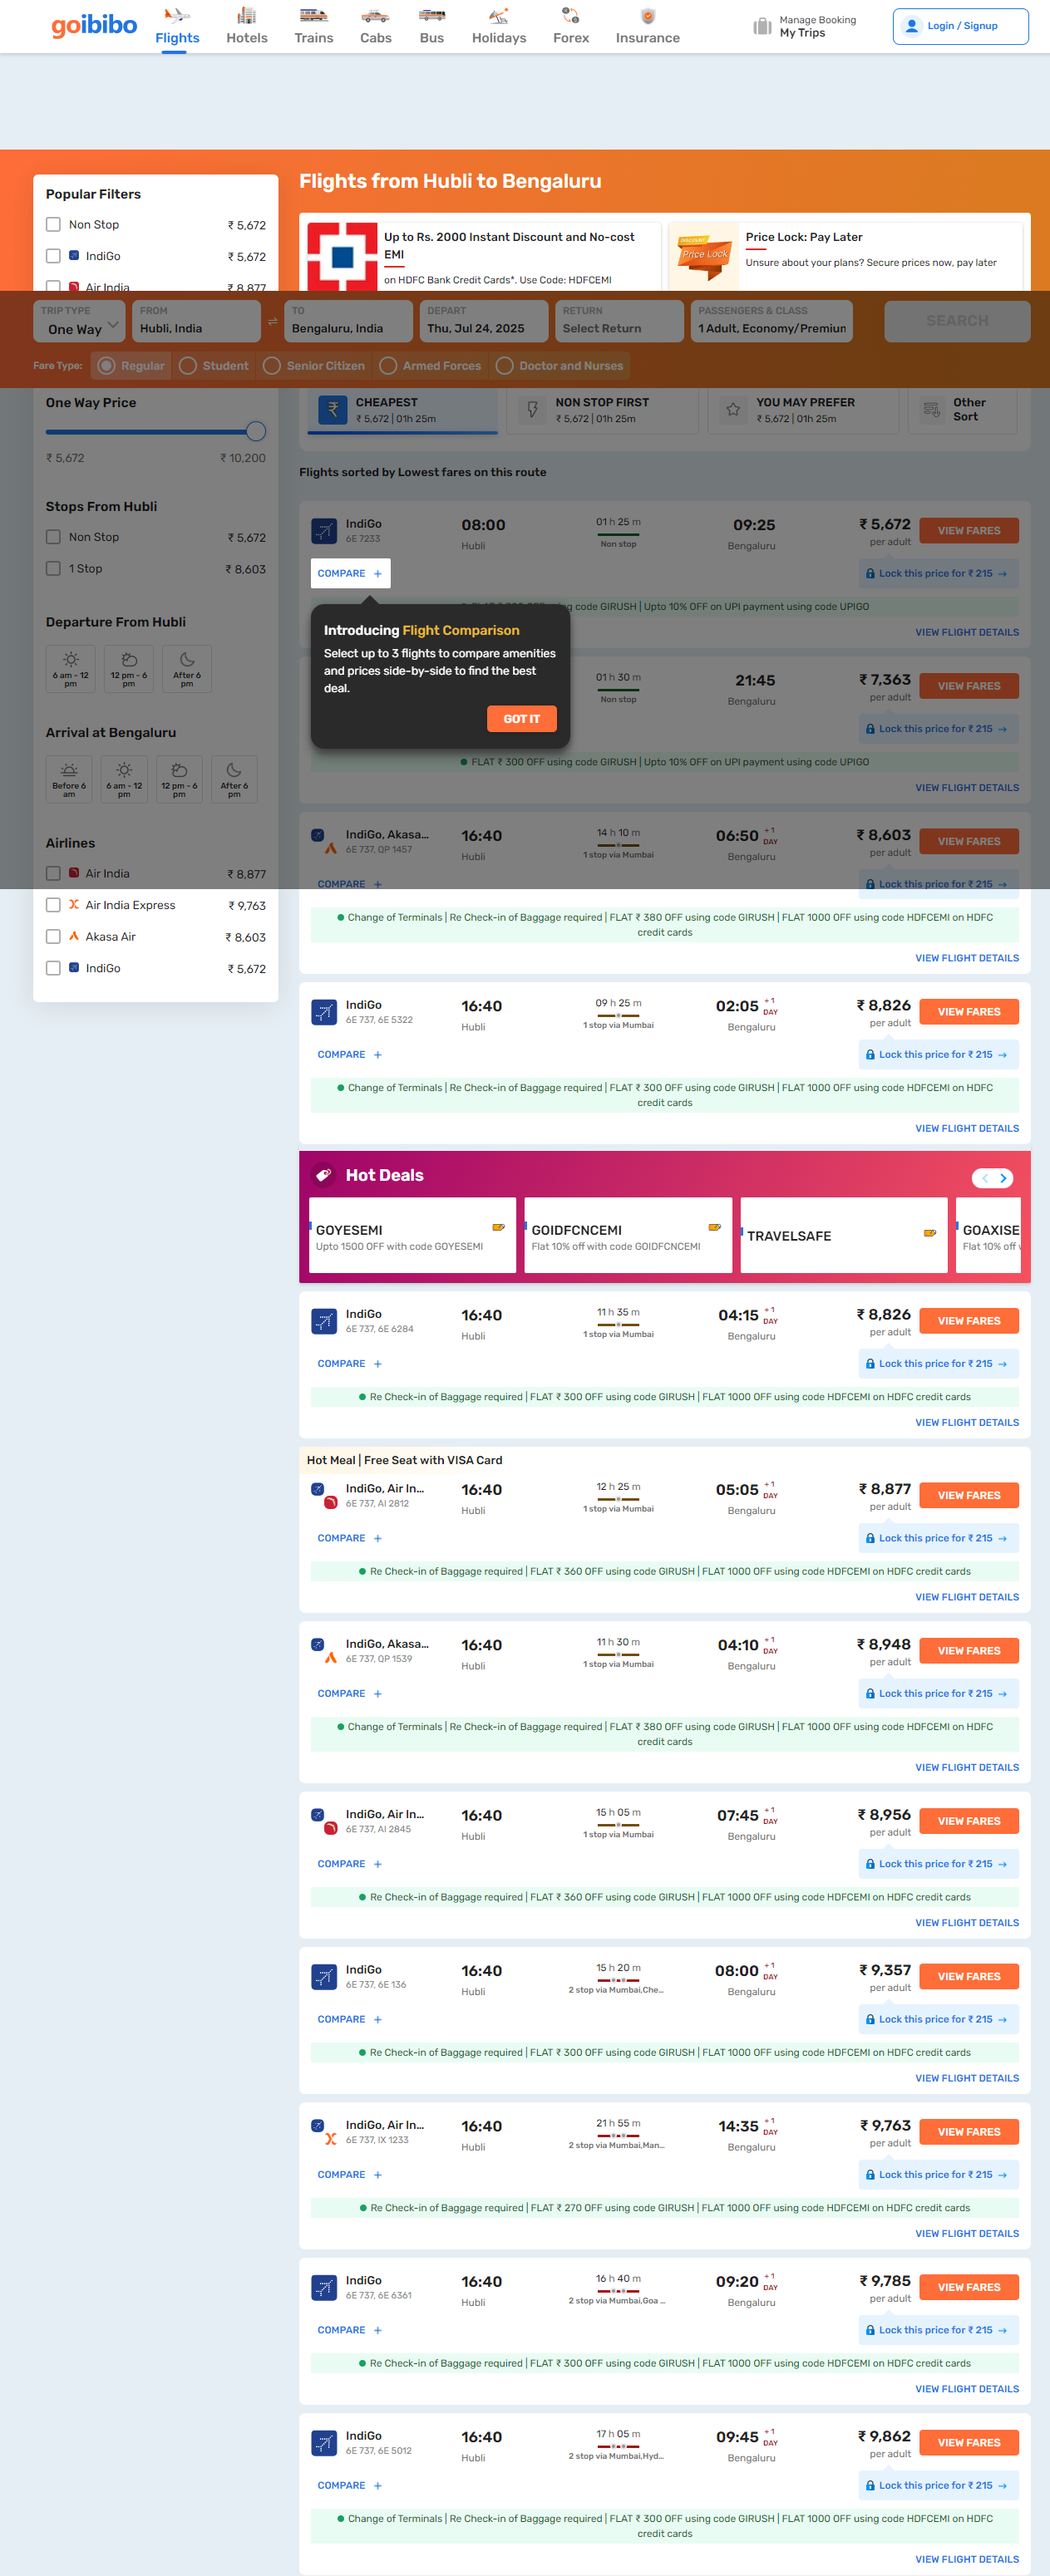 goibibo
Flights
Hotels
Trains
Cabs
Bus
Holidays
Forex
Insurance
Manage Booking
My Trips
Login / Signup
Popular Filters
Non Stop ₹ 5,672
IndiGo ₹ 5,672
Air India ₹ 8,877
Flights from Hubli to Bengaluru
Up to Rs. 2000 Instant Discount and No-cost
EMI
on HDFC Bank Credit Cards*. Use Code: HDFCEMI
Price Lock
Price Lock: Pay Later
Unsure about your plans? Secure prices now, pay later
TRIP TYPE
One Way
FROM
Hubli, India
TO
Bengaluru, India
DEPART
Thu, Jul 24, 2025
RETURN
Select Return
PASSENGERS & CLASS
1 Adult, Economy/Premiun
SEARCH
Fare Type: Regular Student Senior Citizen Armed Forces Doctor and Nurses
One Way Price
₹ 5,672 ₹ 10,200
Stops From Hubli
Non Stop ₹ 5,672
1 Stop ₹ 8,603
Departure From Hubli
6 am - 12
pm
12 pm - 6
pm
After 6
pm
Arrival at Bengaluru
Before 6
am
6 am - 12
pm
12 pm - 6
pm
After 6
pm
Airlines
Air India ₹ 8,877
Air India Express ₹ 9,763
Akasa Air ₹ 8,603
IndiGo ₹ 5,672
CHEAPEST
₹ 5,672 | 01h 25m
NON STOP FIRST
₹ 5,672 | 01h 25m
YOU MAY PREFER
₹ 5,672 | 01h 25m
Other
Sort
Flights sorted by Lowest fares on this route
IndiGo 08:00 01 h 25 m 09:25 ₹ 5,672 VIEW FARES
6E 7233 Hubli Non stop Bengaluru per adult
COMPARE + Lock this price for ₹ 215 →
using code GIRUSH | Upto 10% OFF on UPI payment using code UPIGO
VIEW FLIGHT DETAILS
Introducing Flight Comparison
Select up to 3 flights to compare amenities
and prices side-by-side to find the best
deal.
GOT IT
01 h 30 m 21:45 ₹ 7,363 VIEW FARES
Non stop Bengaluru per adult
Lock this price for ₹ 215 →
FLAT ₹ 300 OFF using code GIRUSH | Upto 10% OFF on UPI payment using code UPIGO
VIEW FLIGHT DETAILS
IndiGo, Akasa... 16:40 14 h 10 m 06:50 +1 DAY ₹ 8,603 VIEW FARES
6E 737, QP 1457 Hubli 1 stop via Mumbai Bengaluru per adult
COMPARE + Lock this price for ₹ 215 →
Change of Terminals | Re Check-in of Baggage required | FLAT ₹ 380 OFF using code GIRUSH | FLAT 1000 OFF using code HDFCEMI on HDFC
credit cards
VIEW FLIGHT DETAILS
IndiGo 16:40 09 h 25 m 02:05 +1 DAY ₹ 8,826 VIEW FARES
6E 737, 6E 5322 Hubli 1 stop via Mumbai Bengaluru per adult
COMPARE + Lock this price for ₹ 215 →
Change of Terminals | Re Check-in of Baggage required | FLAT ₹ 300 OFF using code GIRUSH | FLAT 1000 OFF using code HDFCEMI on HDFC
credit cards
VIEW FLIGHT DETAILS
Hot Deals
GOYESEMI
Upto 1500 OFF with code GOYESEMI
GOIDFCNCEMI
Flat 10% off with code GOIDFCNCEMI
TRAVELSAFE
GOAXISE
Flat 10% off
IndiGo 16:40 11 h 35 m 04:15 +1 DAY ₹ 8,826 VIEW FARES
6E 737, 6E 6284 Hubli 1 stop via Mumbai Bengaluru per adult
COMPARE + Lock this price for ₹ 215 →
Re Check-in of Baggage required | FLAT ₹ 300 OFF using code GIRUSH | FLAT 1000 OFF using code HDFCEMI on HDFC credit cards
VIEW FLIGHT DETAILS
Hot Meal | Free Seat with VISA Card
IndiGo, Air In... 16:40 12 h 25 m 05:05 +1 DAY ₹ 8,877 VIEW FARES
6E 737, AI 2812 Hubli 1 stop via Mumbai Bengaluru per adult
COMPARE + Lock this price for ₹ 215 →
Re Check-in of Baggage required | FLAT ₹ 360 OFF using code GIRUSH | FLAT 1000 OFF using code HDFCEMI on HDFC credit cards
VIEW FLIGHT DETAILS
IndiGo, Akasa... 16:40 11 h 30 m 04:10 +1 DAY ₹ 8,948 VIEW FARES
6E 737, QP 1539 Hubli 1 stop via Mumbai Bengaluru per adult
COMPARE + Lock this price for ₹ 215 →
Change of Terminals | Re Check-in of Baggage required | FLAT ₹ 380 OFF using code GIRUSH | FLAT 1000 OFF using code HDFCEMI on HDFC
credit cards
VIEW FLIGHT DETAILS
IndiGo, Air In... 16:40 15 h 05 m 07:45 +1 DAY ₹ 8,956 VIEW FARES
6E 737, AI 2845 Hubli 1 stop via Mumbai Bengaluru per adult
COMPARE + Lock this price for ₹ 215 →
Re Check-in of Baggage required | FLAT ₹ 360 OFF using code GIRUSH | FLAT 1000 OFF using code HDFCEMI on HDFC credit cards
VIEW FLIGHT DETAILS
IndiGo 16:40 15 h 20 m 08:00 +1 DAY ₹ 9,357 VIEW FARES
6E 737, 6E 136 Hubli 2 stop via Mumbai,Che... Bengaluru per adult
COMPARE + Lock this price for ₹ 215 →
Re Check-in of Baggage required | FLAT ₹ 300 OFF using code GIRUSH | FLAT 1000 OFF using code HDFCEMI on HDFC credit cards
VIEW FLIGHT DETAILS
IndiGo, Air In... 16:40 21 h 55 m 14:35 +1 DAY ₹ 9,763 VIEW FARES
6E 737, IX 1233 Hubli 2 stop via Mumbai,Man... Bengaluru per adult
COMPARE + Lock this price for ₹ 215 →
Re Check-in of Baggage required | FLAT ₹ 270 OFF using code GIRUSH | FLAT 1000 OFF using code HDFCEMI on HDFC credit cards
VIEW FLIGHT DETAILS
IndiGo 16:40 16 h 40 m 09:20 +1 DAY ₹ 9,785 VIEW FARES
6E 737, 6E 6361 Hubli 2 stop via Mumbai,Goa ... Bengaluru per adult
COMPARE + Lock this price for ₹ 215 →
Re Check-in of Baggage required | FLAT ₹ 300 OFF using code GIRUSH | FLAT 1000 OFF using code HDFCEMI on HDFC credit cards
VIEW FLIGHT DETAILS
IndiGo 16:40 17 h 05 m 09:45 +1 DAY ₹ 9,862 VIEW FARES
6E 737, 6E 5012 Hubli 2 stop via Mumbai,Hyd... Bengaluru per adult
COMPARE + Lock this price for ₹ 215 →
Change of Terminals | Re Check-in of Baggage required | FLAT ₹ 300 OFF using code GIRUSH | FLAT 1000 OFF using code HDFCEMI on HDFC
credit cards
VIEW FLIGHT DETAILS